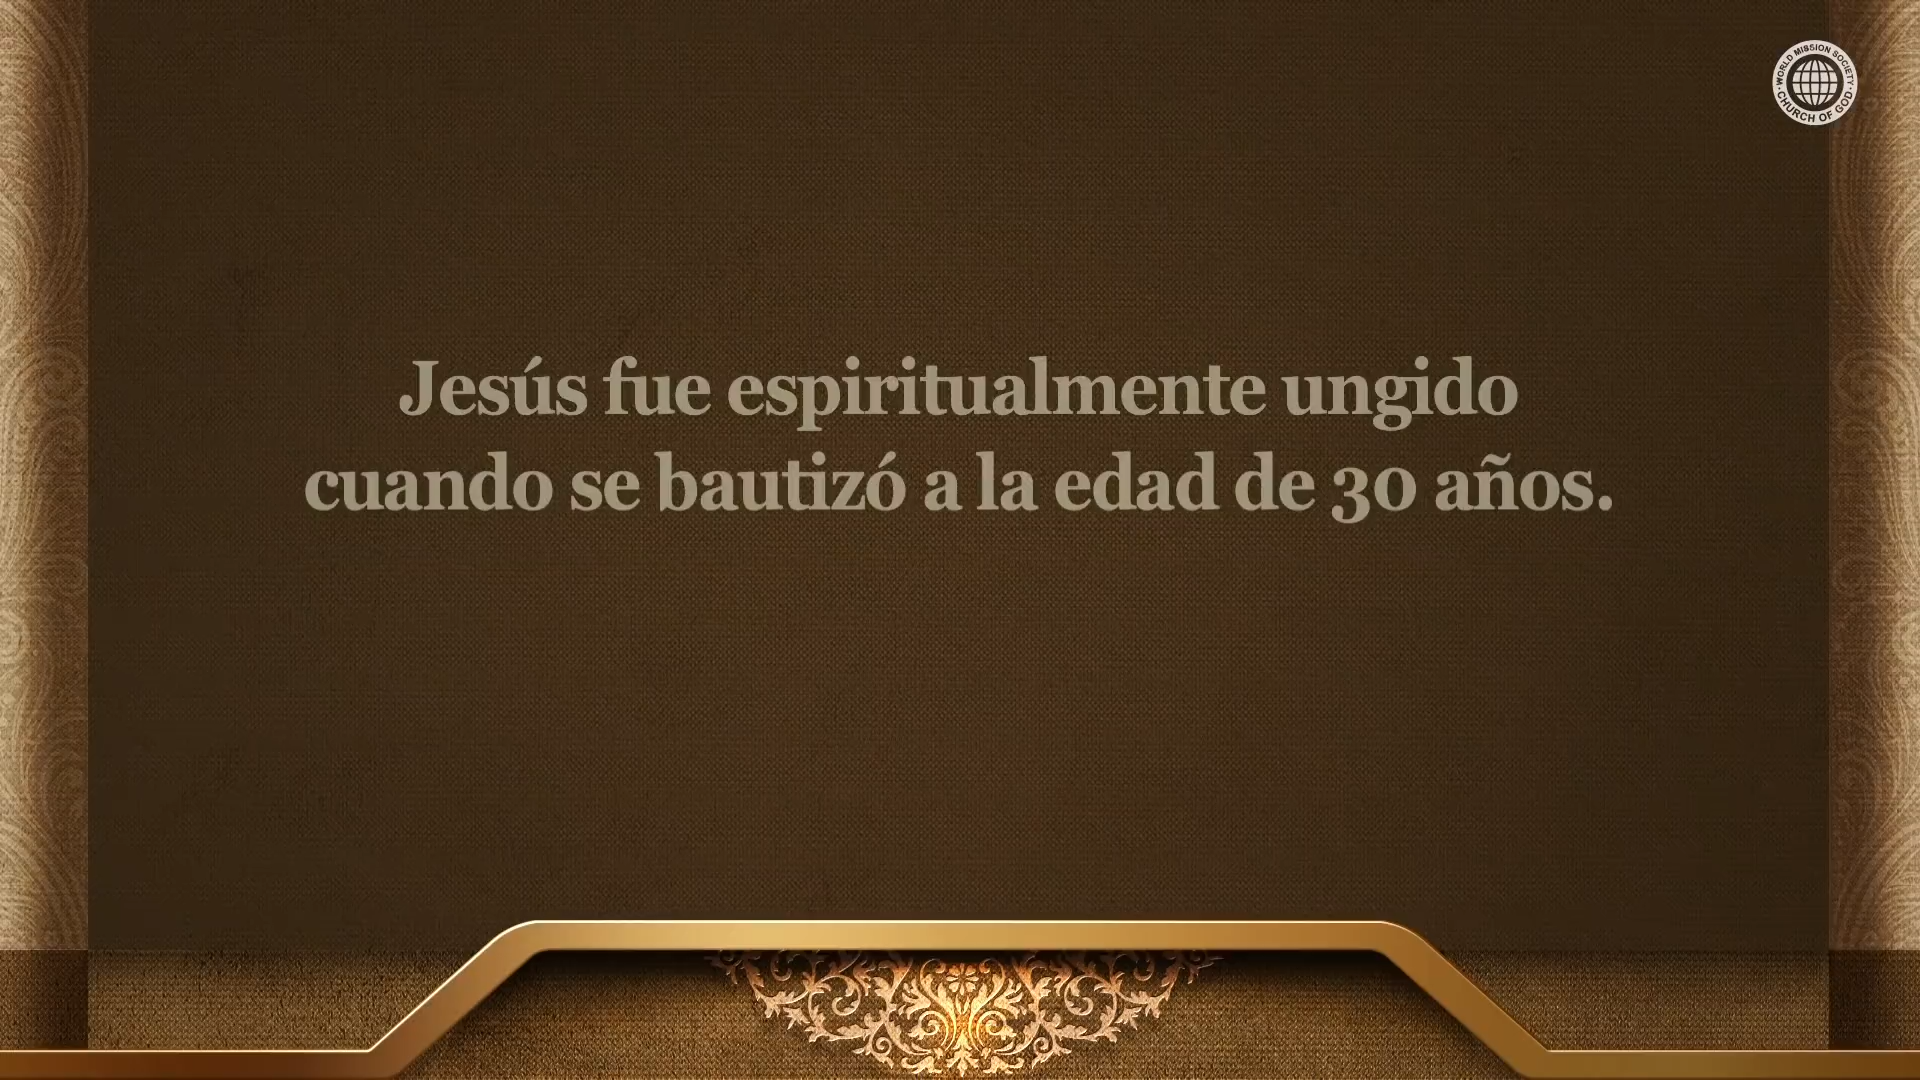 WORLD MISSION SOCIETY
CHURCH OF GOD
Jesús fue espiritualmente ungido
cuando se bautizó a la edad de 30 años.